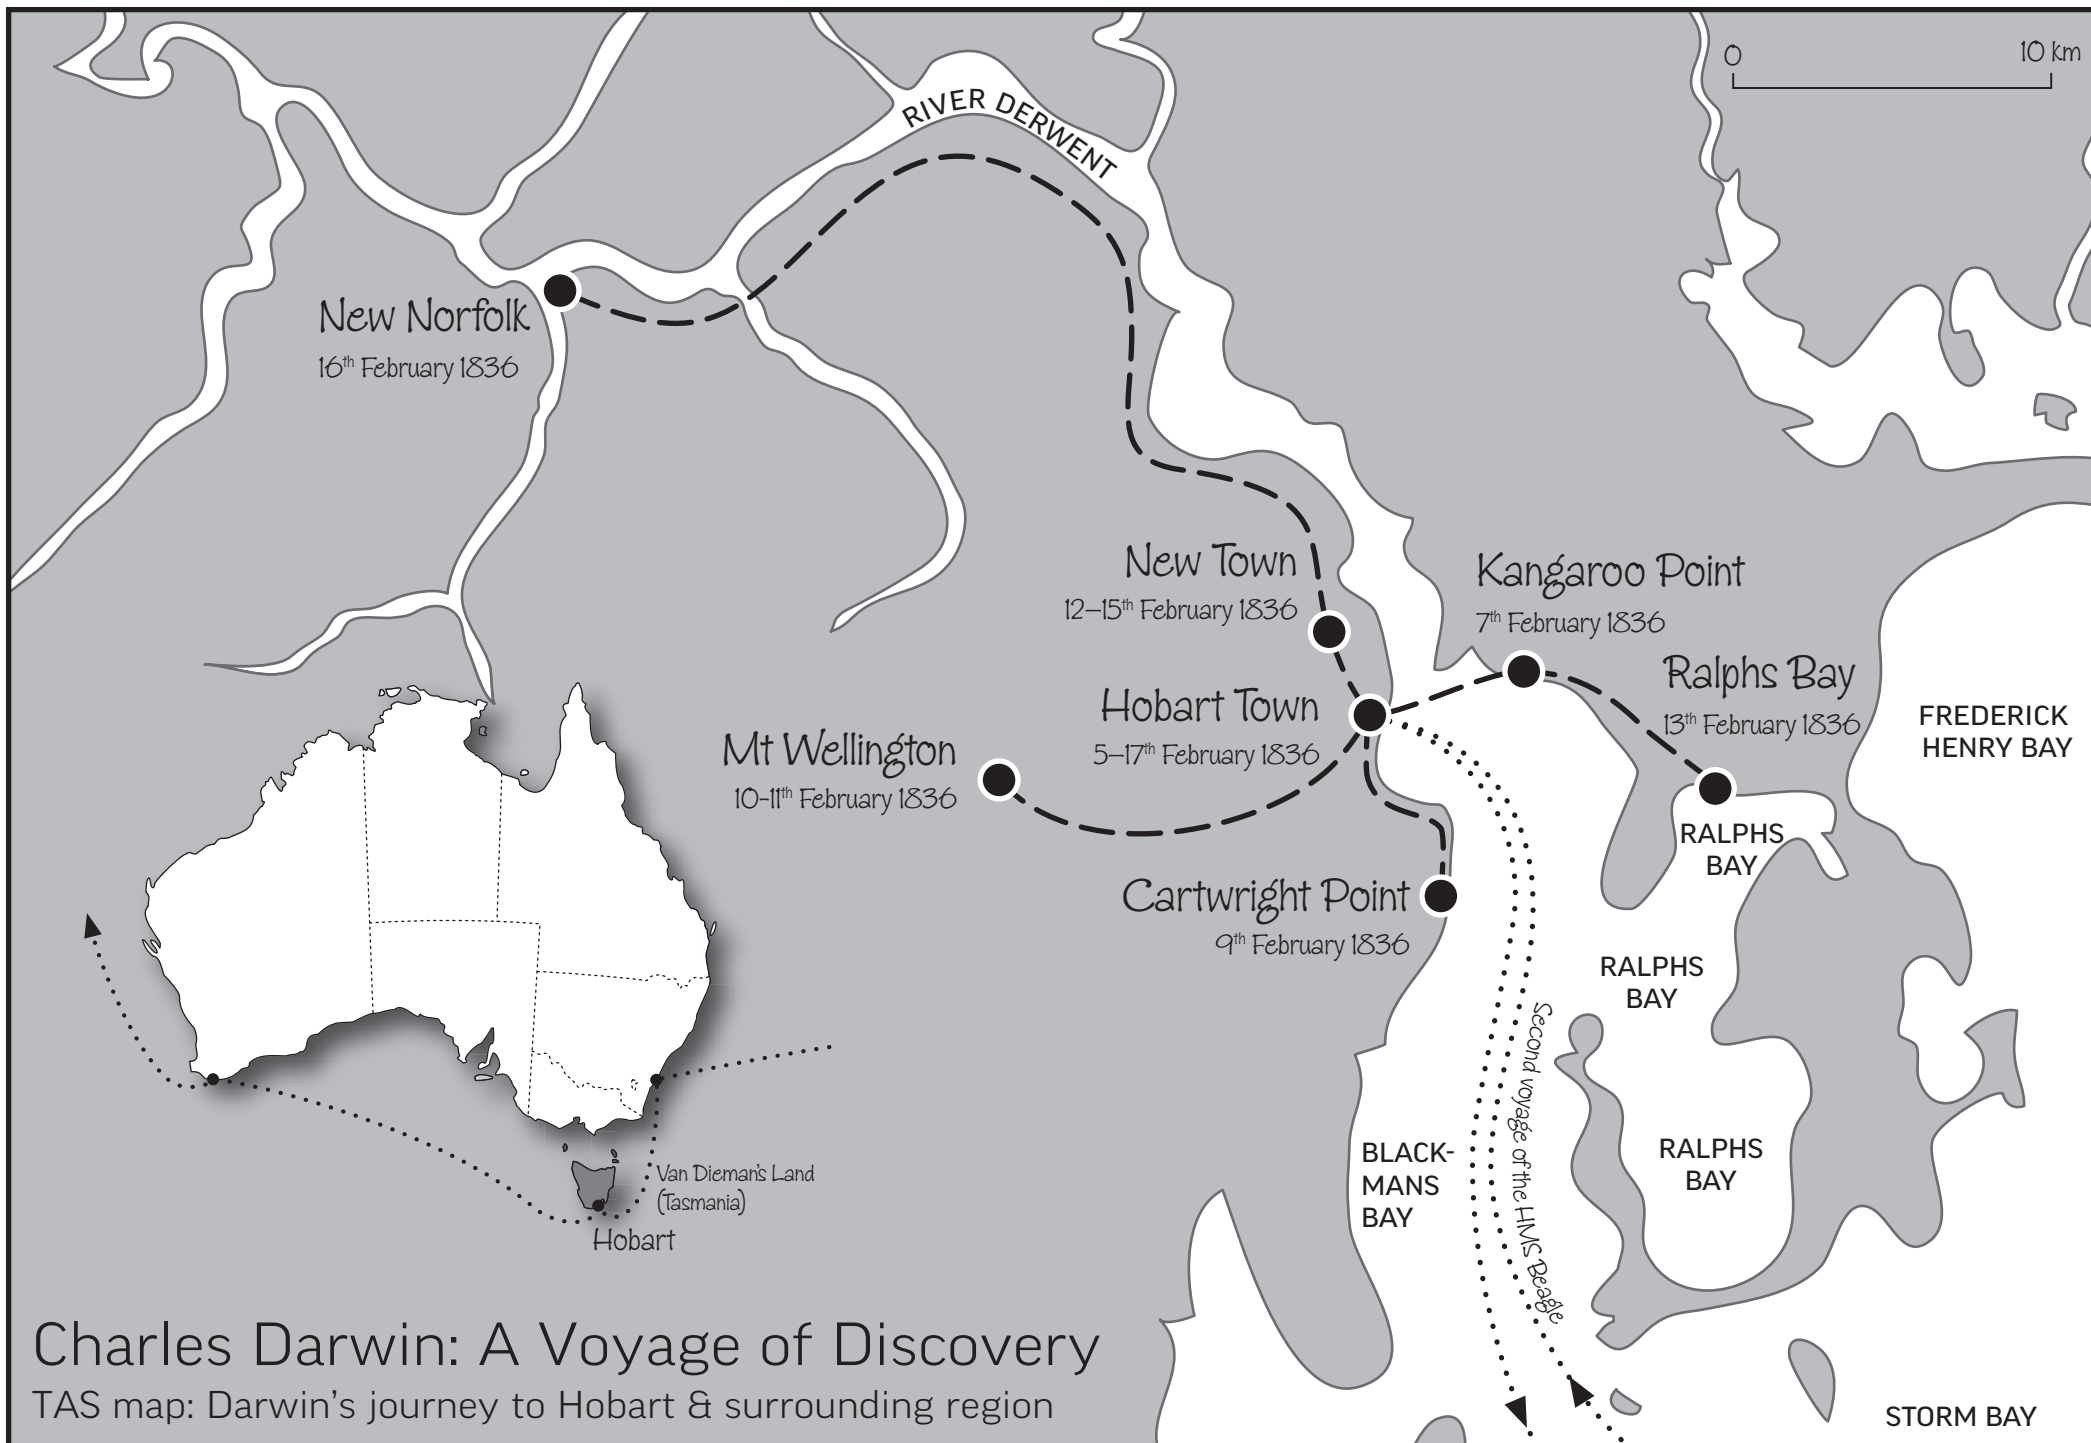 0 10 km
RIVER DERWENT
New Norfolk
16th February 1836
New Town
12–15th February 1836
Kangaroo Point
7th February 1836
Ralphs Bay
13th February 1836
Hobart Town
5–17th February 1836
Mt Wellington
10-11th February 1836
FREDERICK
HENRY BAY
RALPHS
BAY
Cartwright Point
9th February 1836
RALPHS
BAY
Second voyage of the HMS Beagle
BLACK-
MANS
BAY
RALPHS
BAY
Van Dieman's Land
(Tasmania)
Hobart
Charles Darwin: A Voyage of Discovery
TAS map: Darwin's journey to Hobart & surrounding region
STORM BAY